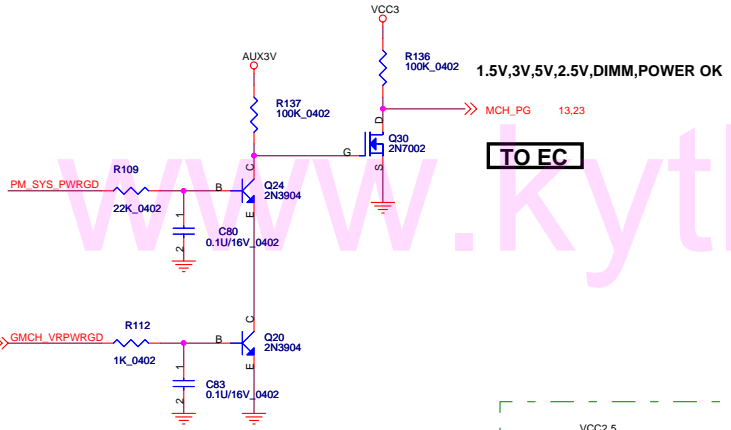 VCC3
AUX3V
R136
100K_0402
1.5V,3V,5V,2.5V,DIMM,POWER OK
R137
100K_0402
MCH_PG 13,23
D
Q30
2N7002
G
S
TO EC
R109
C
PM_SYS_PWRGD
B
Q24
2N3904
22K_0402
1
E
C80
0.1U/16V_0402
2
www.kyt
R112
C
GMCH_VRPWRGD
B
Q20
2N3904
1K_0402
E
1
C83
0.1U/16V_0402
2
VCC2.5